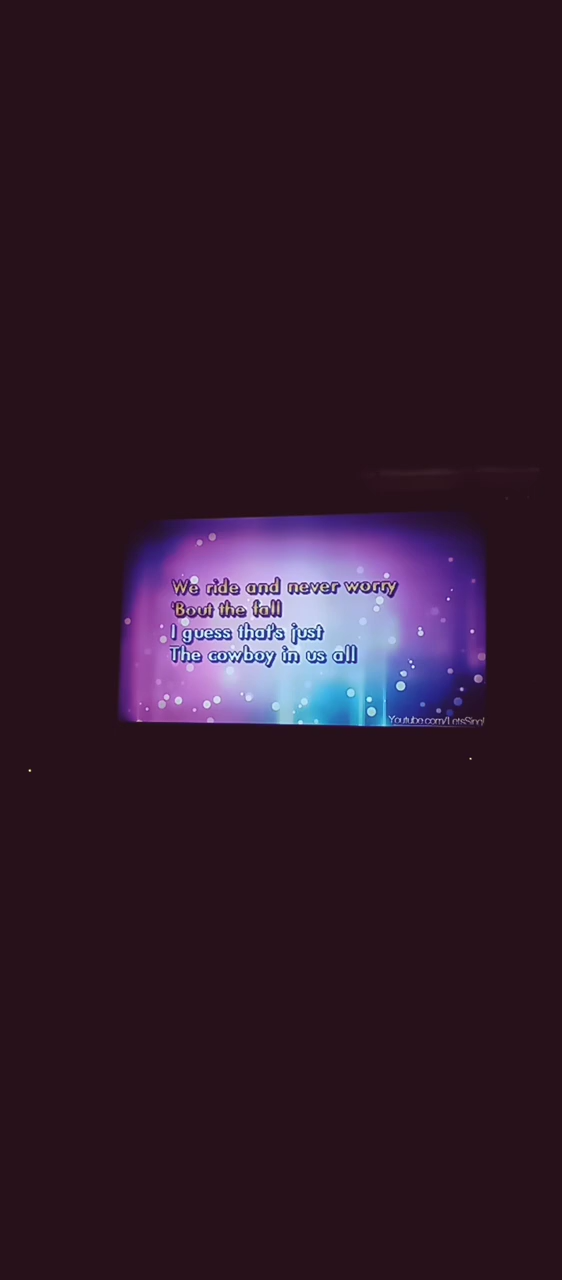 We ride and never worry
'Bout the fall
I guess that's just
The cowboy in us all
Youtube.com/LetsSing!